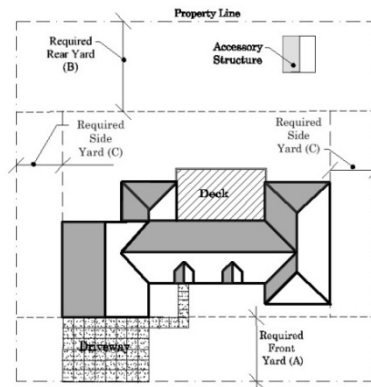 Property Line
Required
Rear Yard
(B)
Accessory
Structure
Required
Side
Yard (C)
Required
Side
Yard (C)
Deck
Driveway
Required
Front
Yard (A)